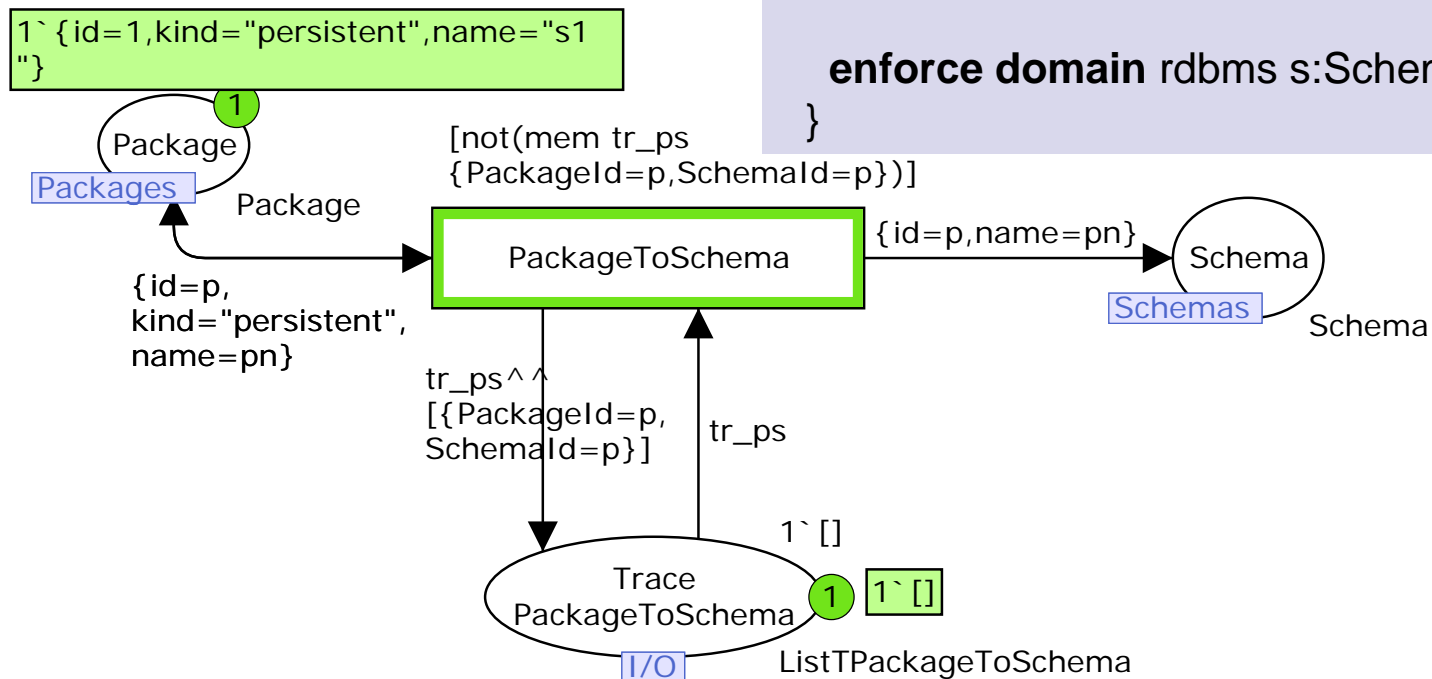 1`{id=1,kind="persistent",name="s1
"}
enforce domain rdbms
}
1
Package
Packages
Package
[not(mem tr_ps
{PackageId=p,SchemaId=p})]
PackageToSchema
{id=p,name=pn}
Schema
Schemas
Schema
{id=p,
kind="persistent",
name=pn}
tr_ps^^
[{PackageId=p,
SchemaId=p}]
tr_ps
1`[]
Trace
PackageToSchema
1
1`[]
I/O
ListTPackageToSchema